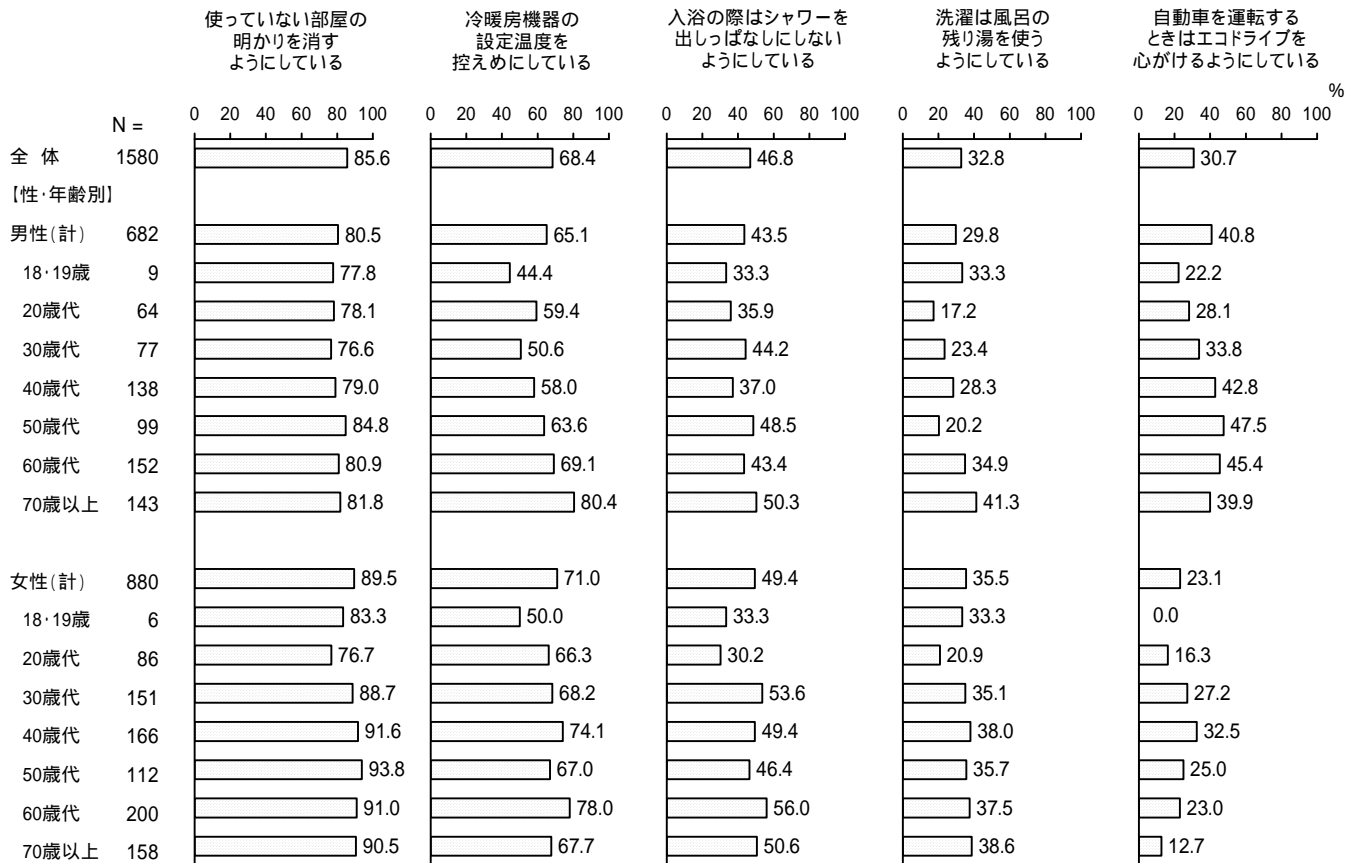 使っていない部屋の
明かりを消す
ようにしている
冷暖房機器の
設定温度を
控えめにしている
入浴の際はシャワーを
出しっぱなしにしない
ようにしている
洗濯は風呂の
残り湯を使う
ようにしている
自動車を運転する
ときはエコドライブを
心がけるようにしている
%
N =
0 20 40 60 80 100 0 20 40 60 80 100 0 20 40 60 80 100 0 20 40 60 80 100 0 20 40 60 80 100
全 体 1580 85.6 68.4 46.8 32.8 30.7
【性・年齢別】
男性(計) 682 80.5 65.1 43.5 29.8 40.8
18・19歳 9 77.8 44.4 33.3 33.3 22.2
20歳代 64 78.1 59.4 35.9 17.2 28.1
30歳代 77 76.6 50.6 44.2 23.4 33.8
40歳代 138 79.0 58.0 37.0 28.3 42.8
50歳代 99 84.8 63.6 48.5 20.2 47.5
60歳代 152 80.9 69.1 43.4 34.9 45.4
70歳以上 143 81.8 80.4 50.3 41.3 39.9
女性(計) 880 89.5 71.0 49.4 35.5 23.1
18・19歳 6 83.3 50.0 33.3 33.3 0.0
20歳代 86 76.7 66.3 30.2 20.9 16.3
30歳代 151 88.7 68.2 53.6 35.1 27.2
40歳代 166 91.6 74.1 49.4 38.0 32.5
50歳代 112 93.8 67.0 46.4 35.7 25.0
60歳代 200 91.0 78.0 56.0 37.5 23.0
70歳以上 158 90.5 67.7 50.6 38.6 12.7